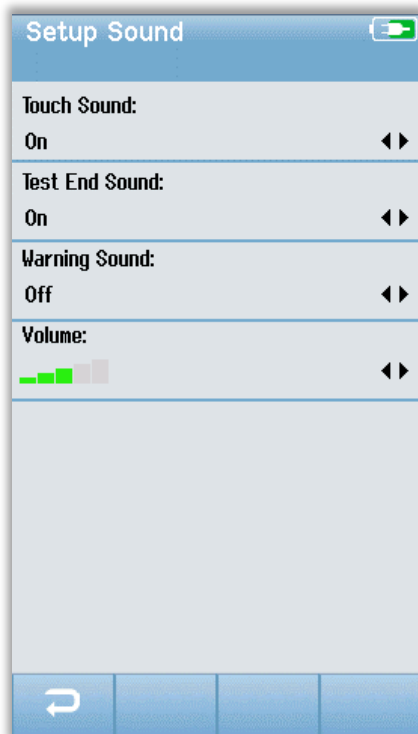 Setup Sound
Touch Sound:
On
Test End Sound:
On
Warning Sound:
Off
Volume: